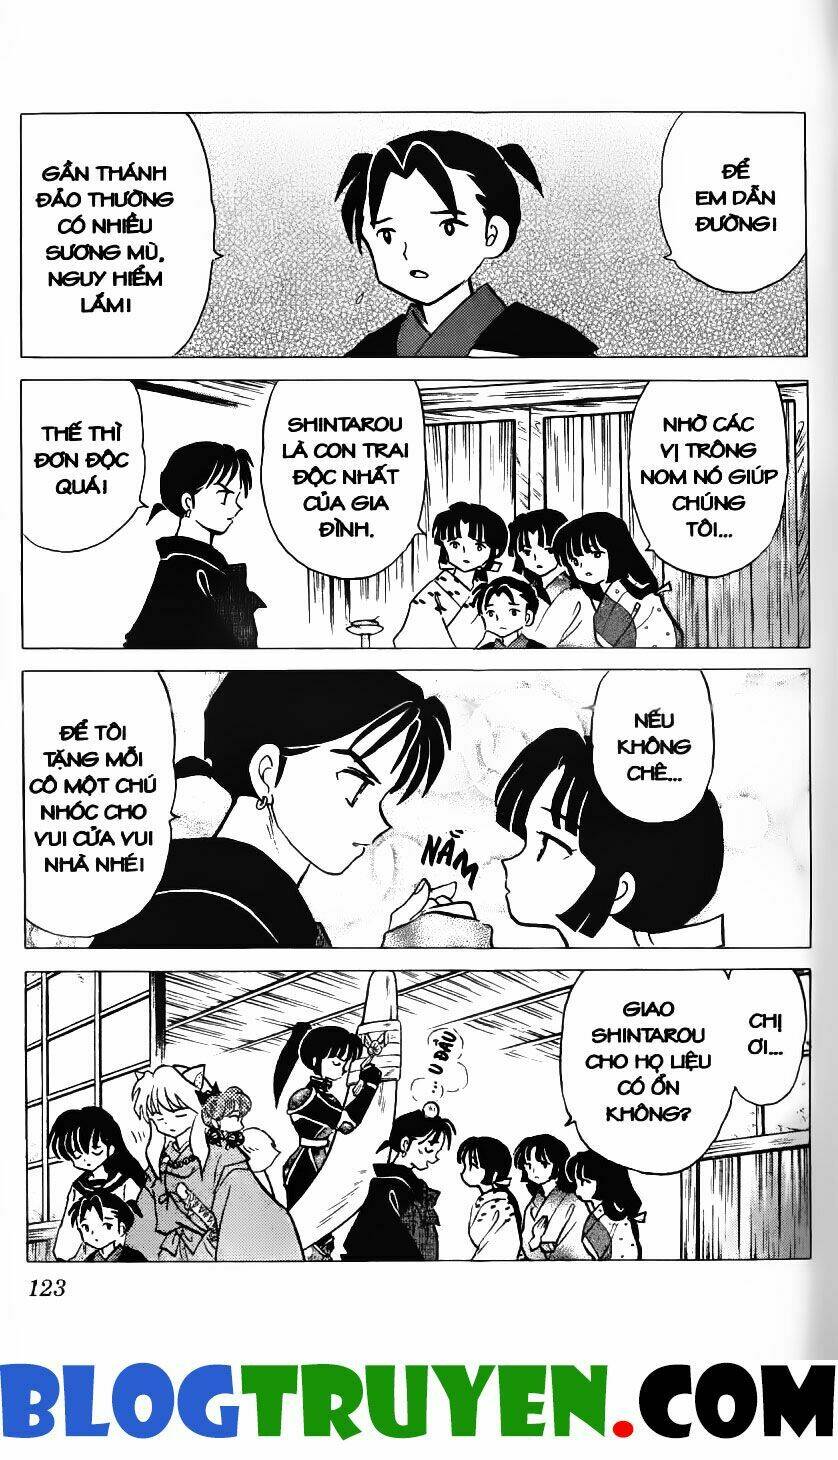 ĐỂ
EM DẪN
ĐƯỜNG!
GẦN THÁNH
ĐẢO THƯỜNG
CÓ NHIỀU
SƯƠNG MÙ,
NGUY HIỂM
LẮM!
NHỜ CÁC
VỊ TRÔNG
NOM NÓ GIÚP
CHÚNG
TÔI...
SHINTAROU
LÀ CON TRAI
ĐỘC NHẤT
CỦA GIA
ĐÌNH.
THẾ THÌ
ĐƠN ĐỘC
QUÁ!
NẾU
KHÔNG
CHÊ...
NẮM
ĐỂ TÔI
TẶNG MỖI
CÔ MỘT CHÚ
NHÓC CHO
VUI CỬA VUI
NHÀ NHÉ!
CHỊ
ƠI...
GIAO
SHINTAROU
CHO HỌ LIỆU
CÓ ỔN
KHÔNG?
... U ĐẦU
123
BLOGTRUYEN.COM